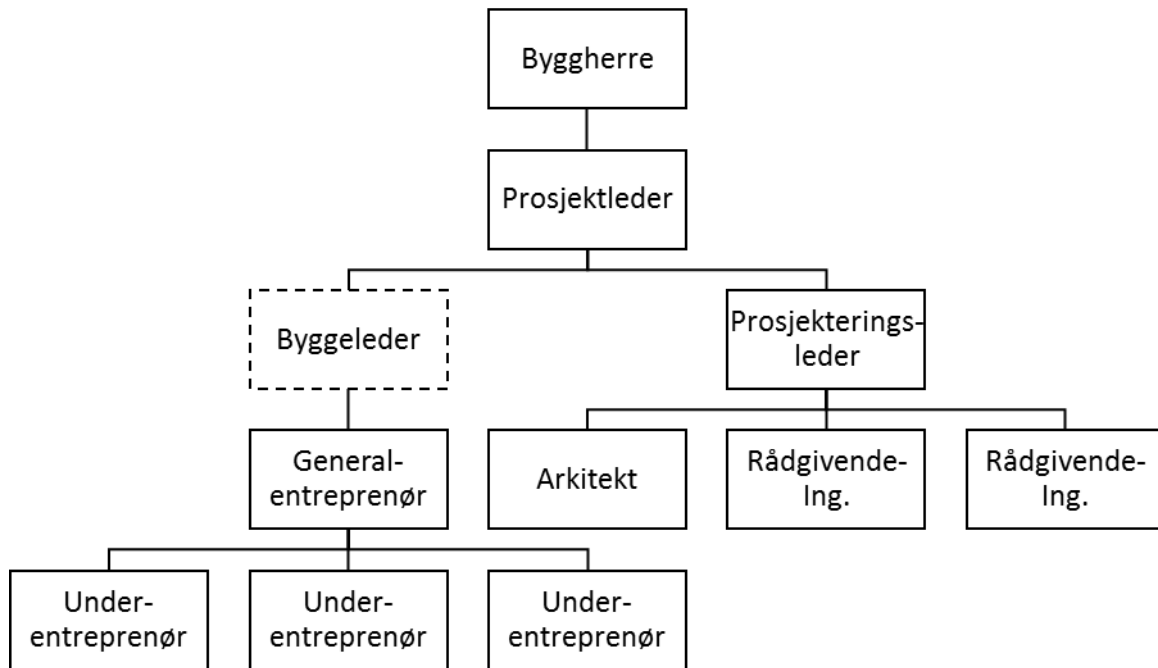 Byggherre
Prosjektleder
Byggeleder
Prosjekterings-
leder
General-
entreprenør
Arkitekt
Rådgivende-
Ing.
Rådgivende-
Ing.
Under-
entreprenør
Under-
entreprenør
Under-
entreprenør